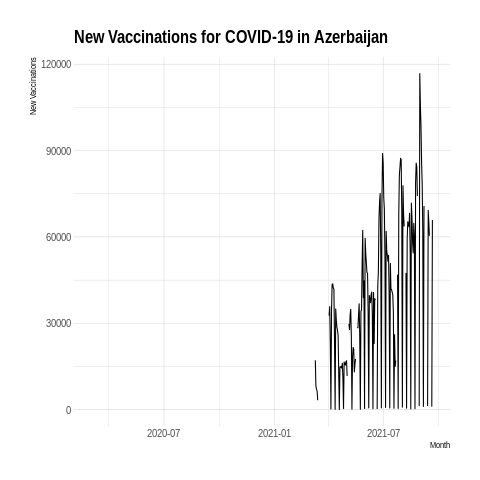 New Vaccinations for COVID-19 in Azerbaijan
New Vaccinations
120000
90000
60000
30000
0
2020-07
2021-01
2021-07
Month